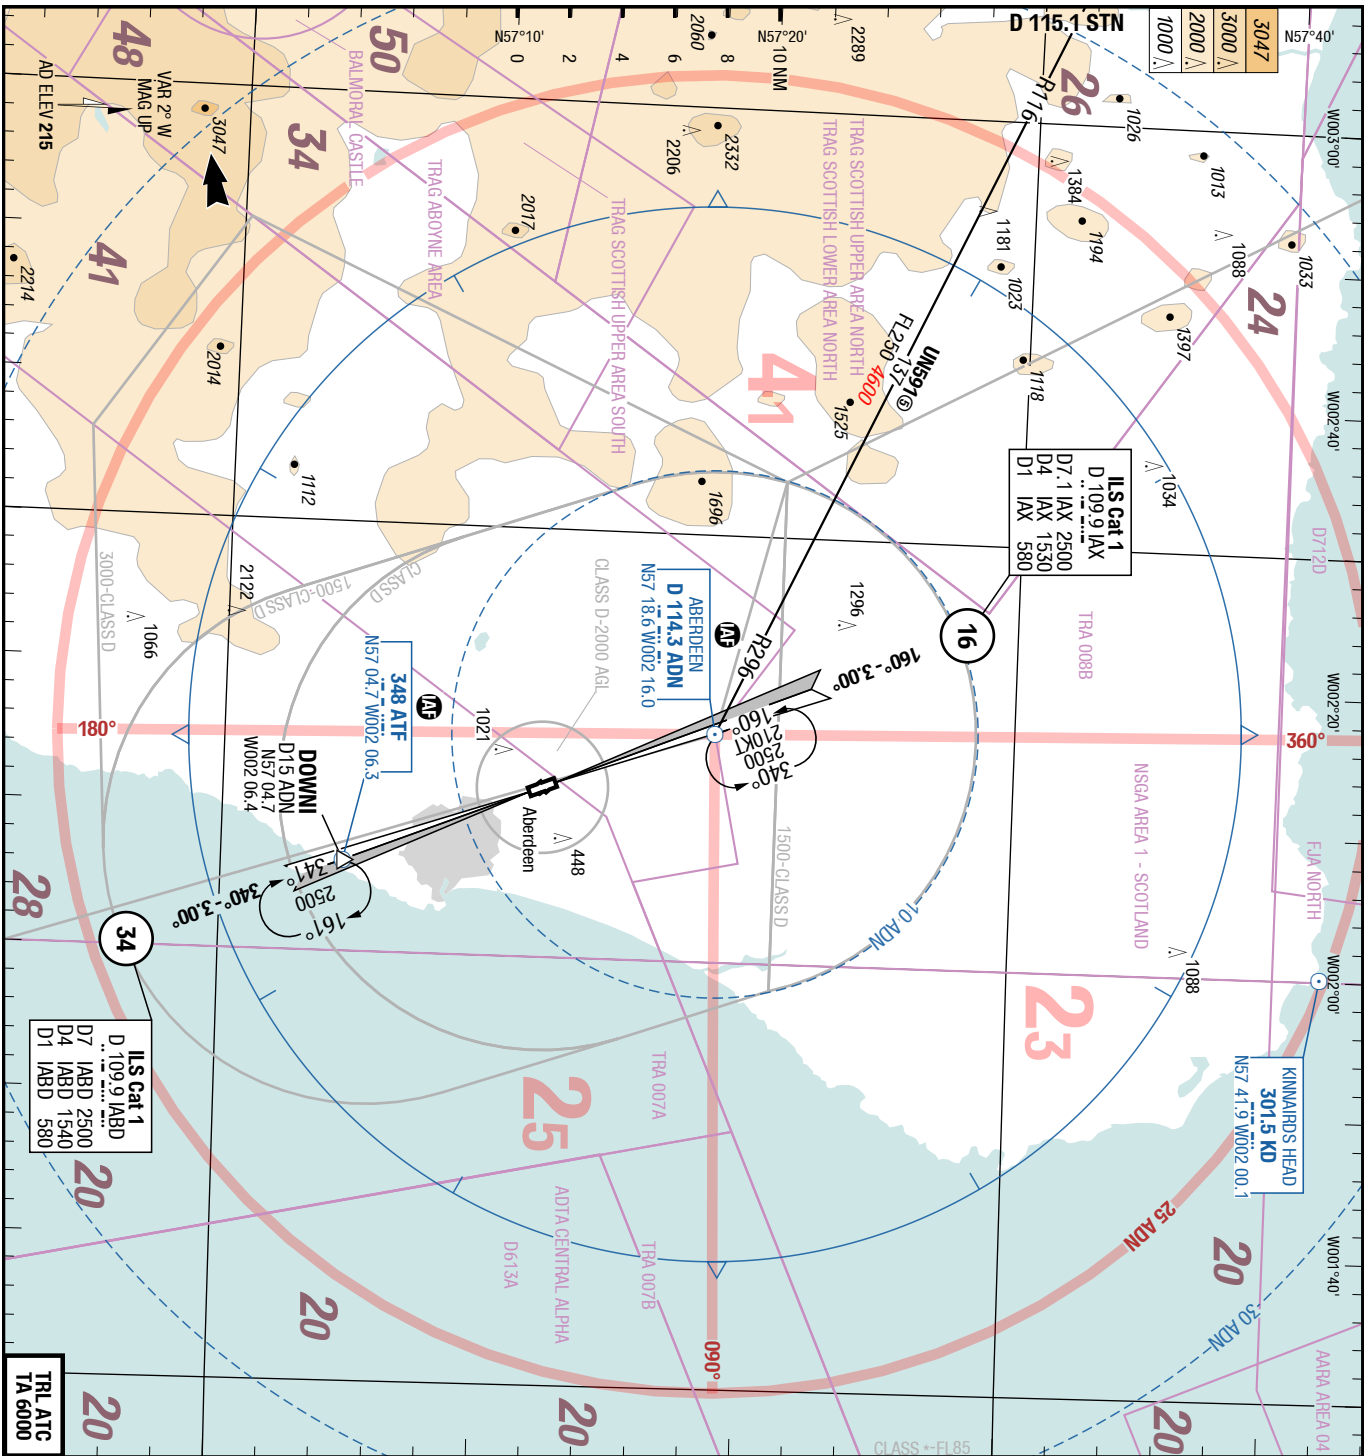 D 115.1 STN
3047
3000
2000
1000
N57°40'
N57°20'
N57°10'
10 NM
8
6
4
2
0
W003°00'
W002°40'
W002°20'
W002°00'
W001°40'
VAR 2° W
MAG UP
AD ELEV 215
48
50
34
41
26
24
41
23
25
28
20
20
20
20
20
20
2289
2060
2332
2206
3047
2017
2214
2014
1112
2122
1066
1026
1013
1384
1194
1088
1033
1181
1023
1397
1118
1525
1034
1696
1296
1021
448
1088
R116
UN591⑤
137
FL250 4600
R296
BALMORAL CASTLE
TRAG ABOYNE AREA
TRAG SCOTTISH UPPER AREA SOUTH
TRAG SCOTTISH UPPER AREA NORTH
TRAG SCOTTISH LOWER AREA NORTH
D712D
TRA 008B
NSGA AREA 1 - SCOTLAND
FJA NORTH
TRA 007A
TRA 007B
ADTA CENTRAL ALPHA
D613A
AARA AREA 04
CLASS *-FL85
3000-CLASS D
1500-CLASS D
CLASS D
CLASS D-2000 AGL
1500-CLASS D
ILS Cat 1
D 109.9 IAX
D7.1 IAX 2500
D4 IAX 1530
D1 IAX 580
16
160°-3.00°
ABERDEEN
D 114.3 ADN
N57 18.6 W002 16.0
IAF
160°
210KT
2500
340°
348 ATF
N57 04.7 W002 06.3
IAF
DOWNI
D15 ADN
N57 04.7
W002 06.4
Aberdeen
341°
2500
161°
340°-3.00°
34
ILS Cat 1
D 109.9 IABD
D7 IABD 2500
D4 IABD 1540
D1 IABD 580
KINNAIRDS HEAD
301.5 KD
N57 41.9 W002 00.1
180°
360°
090°
10 ADN
25 ADN
30 ADN
TRL ATC
TA 6000